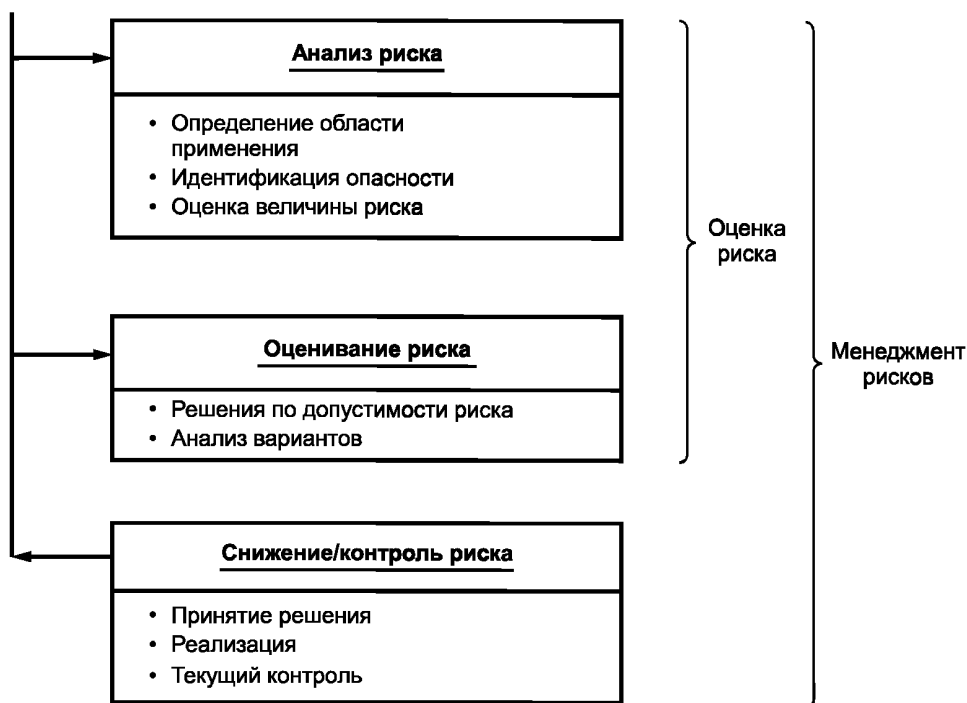 Анализ риска
• Определение области
применения
• Идентификация опасности
• Оценка величины риска
Оценка
риска
Оценивание риска
• Решения по допустимости риска
• Анализ вариантов
Менеджмент
рисков
Снижение/контроль риска
• Принятие решения
• Реализация
• Текущий контроль